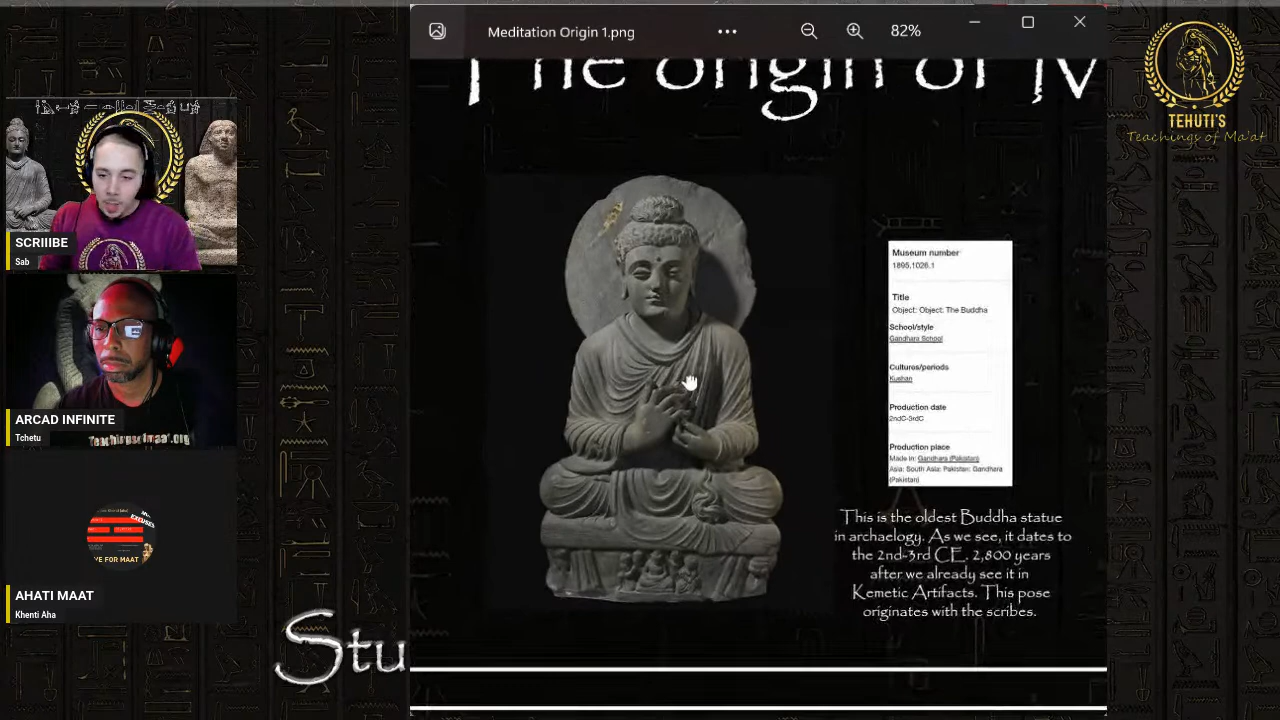 Meditation Origin 1.png
82%
The origin of M
TEHUTI'S
Teachings of Ma'at
SCRIIIBE
Sab
ARCAD INFINITE
Tchetu
EXCUSES
VE FOR MAAT
AHATI MAAT
Khenti Aha
Museum number
1895,1026.1
Title
Object: Object: The Buddha
School/style
Gandhara School
Cultures/periods
Kushan
Production date
2ndC-3rdC
Production place
Made in: Gandhara (Pakistan)
Asia: South Asia: Pakistan: Gandhara
(Pakistan)
This is the oldest Buddha statue
in archaelogy. As we see, it dates to
the 2nd-3rd CE. 2,800 years
after we already see it in
Kemetic Artifacts. This pose
originates with the scribes.
Stu